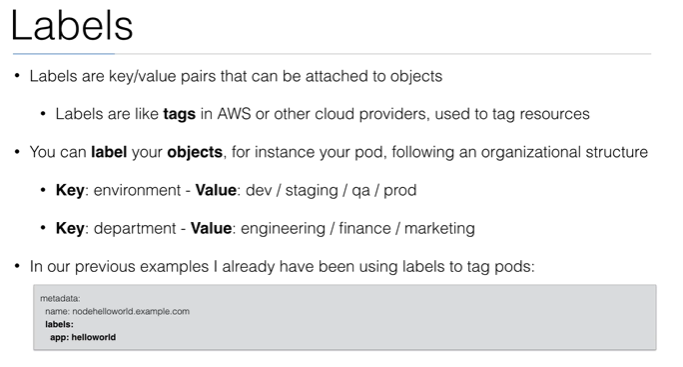 Labels
• Labels are key/value pairs that can be attached to objects
• Labels are like tags in AWS or other cloud providers, used to tag resources
• You can label your objects, for instance your pod, following an organizational structure
• Key: environment - Value: dev / staging / qa / prod
• Key: department - Value: engineering / finance / marketing
• In our previous examples I already have been using labels to tag pods:
metadata:
name: nodehelloworld.example.com
labels:
app: helloworld